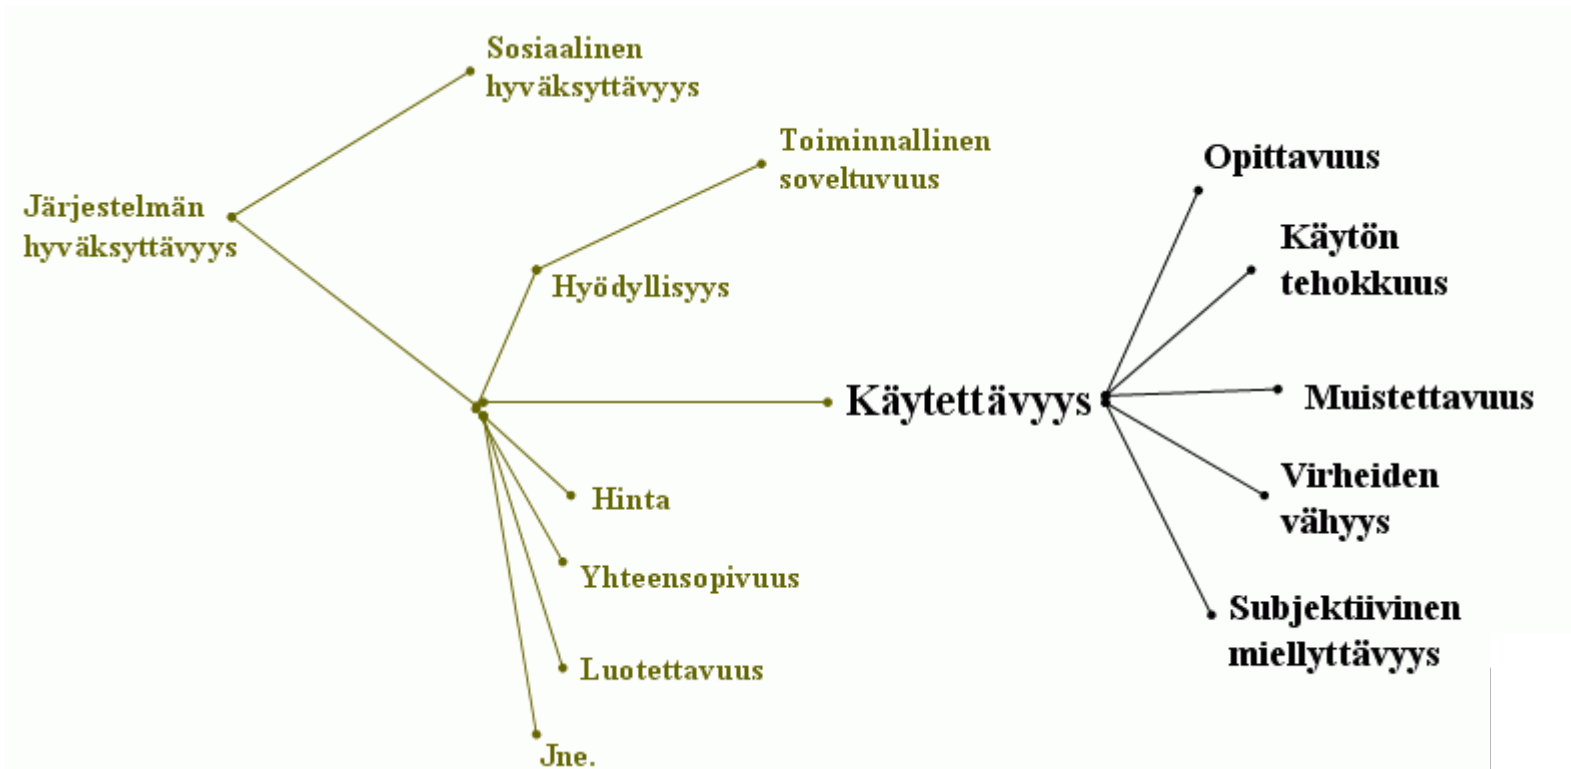 Sosiaalinen
hyväksyttävyys
Toiminnallinen
soveltuvuus
Järjestelmän
hyväksyttävyys
Hyödyllisyys
Käytettävyys
Hinta
Yhteensopivuus
Luotettavuus
Jne.
Opittavuus
Käytön
tehokkuus
Muistettavuus
Virheiden
vähyys
Subjektiivinen
miellyttävyys